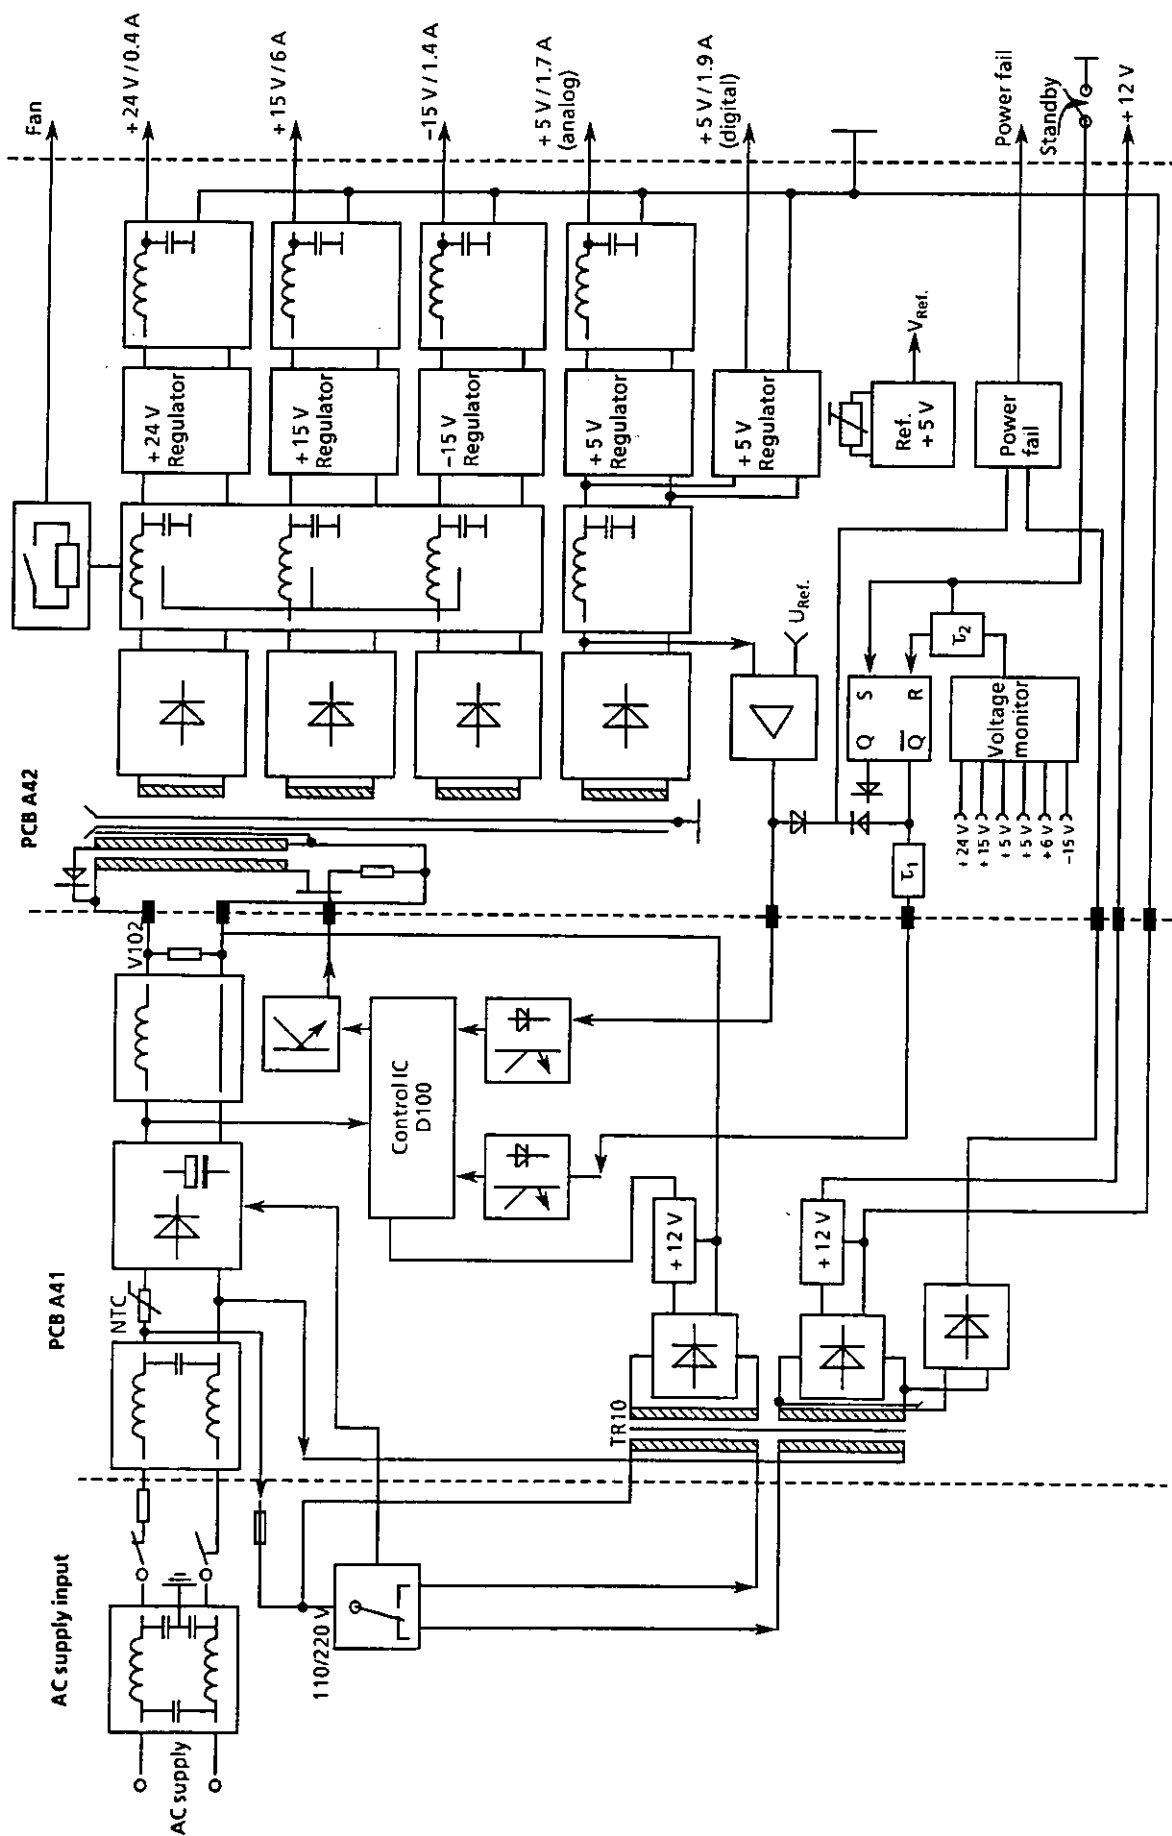 AC supply input
PCB A41
PCB A42
AC supply
NTC
V102
Fan
+ 24 V/0.4 A
+ 15 V/6 A
–15 V/1.4 A
+ 5 V/1.7 A
(analog)
+ 5 V/1.9 A
(digital)
+ 24 V
Regulator
+ 15 V
Regulator
–15 V
Regulator
+ 5 V
Regulator
+ 5 V
Regulator
110/220 V
Control IC
D100
TR10
+ 12 V
+ 12 V
U Ref.
Ref.
+ 5 V
V Ref.
Q
S
Q
R
τ1
τ2
Voltage
monitor
+24 V
+15 V
+5 V
+5 V
+6 V
–15 V
Power
fail
Power fail
Standby
+ 12 V